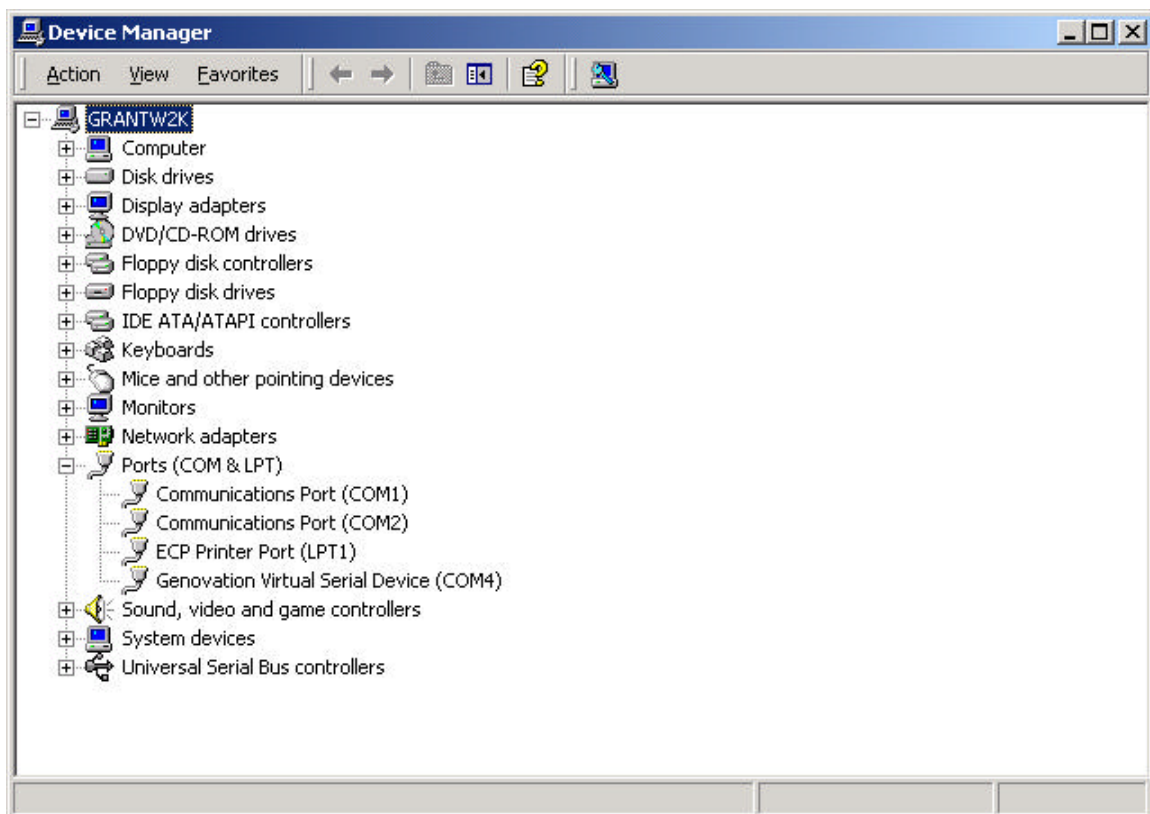 Device Manager
Action View Favorites
GRANTW2K
Computer
Disk drives
Display adapters
DVD/CD-ROM drives
Floppy disk controllers
Floppy disk drives
IDE ATA/ATAPI controllers
Keyboards
Mice and other pointing devices
Monitors
Network adapters
Ports (COM & LPT)
Communications Port (COM1)
Communications Port (COM2)
ECP Printer Port (LPT1)
Genovation Virtual Serial Device (COM4)
Sound, video and game controllers
System devices
Universal Serial Bus controllers